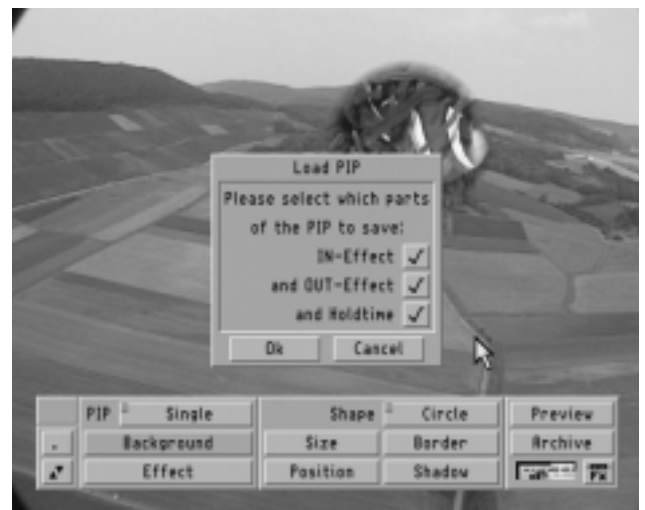 Load PIP
Please select which parts
of the PIP to save:
IN-Effect
and OUT-Effect
and Holdtime
Ok Cancel
PIP Single Shape Circle Preview
Background Size Border Archive
Effect Position Shadow FX